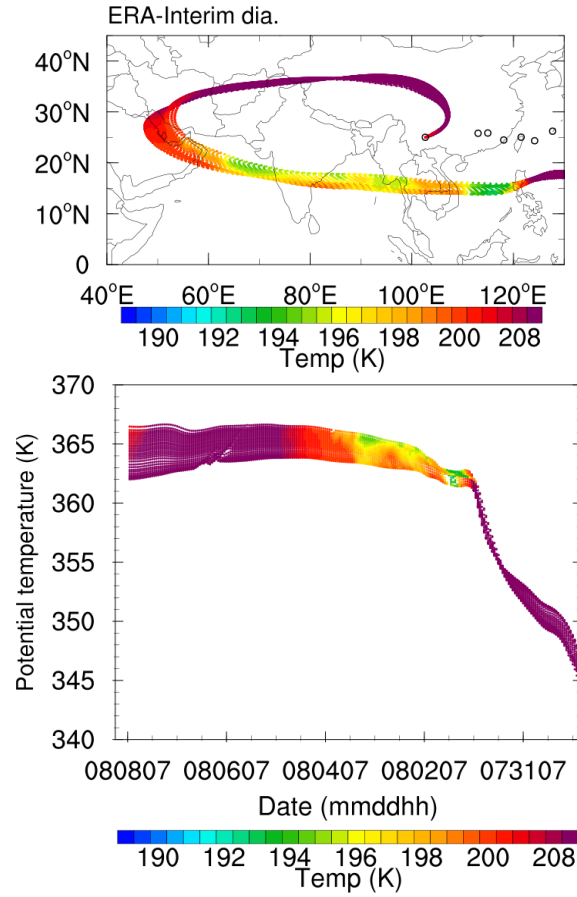 ERA-Interim dia.
40°N
30°N
20°N
10°N
0
40°E 60°E 80°E 100°E 120°E
190 192 194 196 198 200 208
Temp (K)
370
365
360
355
350
345
340
Potential temperature (K)
080807 080607 080407 080207 073107
Date (mmddhh)
190 192 194 196 198 200 208
Temp (K)